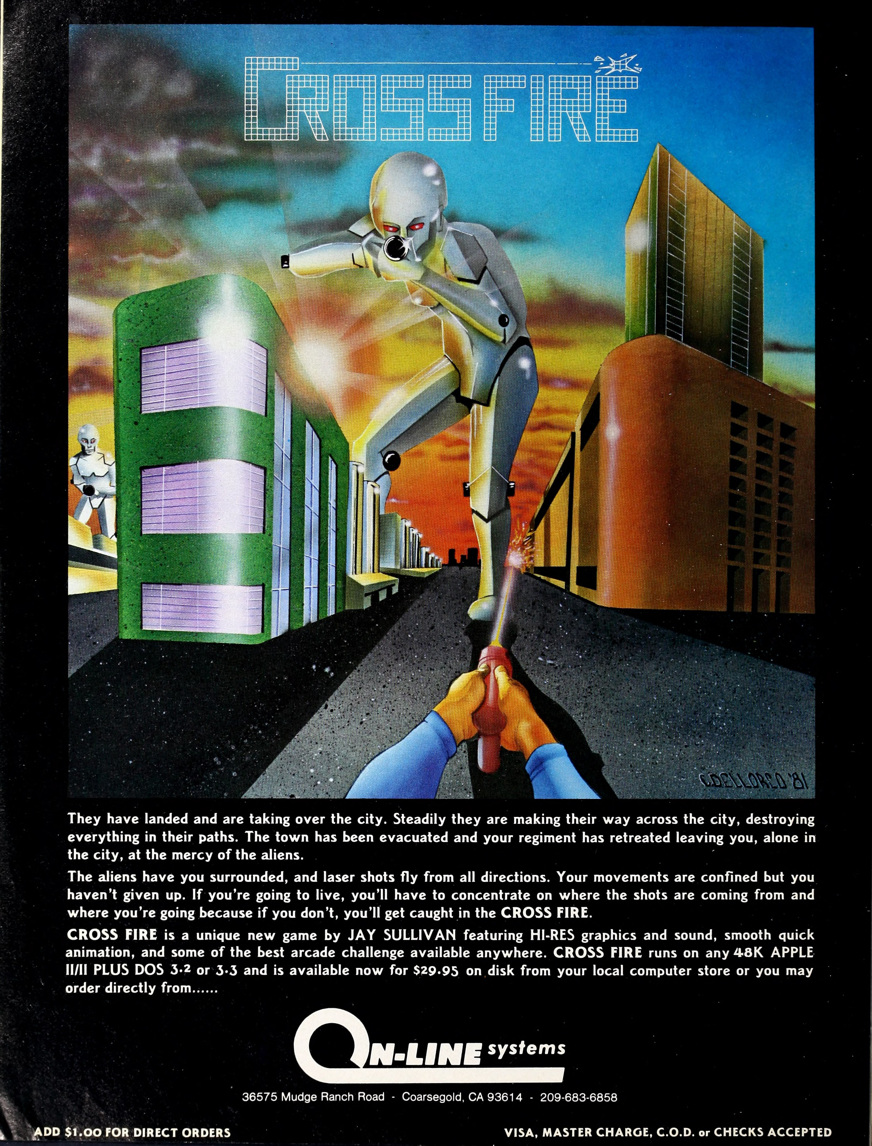 CROSSFIRE
C.DELLORCO '81
They have landed and are taking over the city. Steadily they are making their way across the city, destroying
everything in their paths. The town has been evacuated and your regiment has retreated leaving you, alone in
the city, at the mercy of the aliens.
The aliens have you surrounded, and laser shots fly from all directions. Your movements are confined but you
haven't given up. If you're going to live, you'll have to concentrate on where the shots are coming from and
where you're going because if you don't, you'll get caught in the CROSS FIRE.
CROSS FIRE is a unique new game by JAY SULLIVAN featuring HI-RES graphics and sound, smooth quick
animation, and some of the best arcade challenge available anywhere. CROSS FIRE runs on any 48K APPLE
II/II PLUS DOS 3.2 or 3.3 and is available now for $29.95 on disk from your local computer store or you may
order directly from......
ON-LINE systems
36575 Mudge Ranch Road - Coarsegold, CA 93614 - 209-683-6858
ADD $1.00 FOR DIRECT ORDERS
VISA, MASTER CHARGE, C.O.D. or CHECKS ACCEPTED